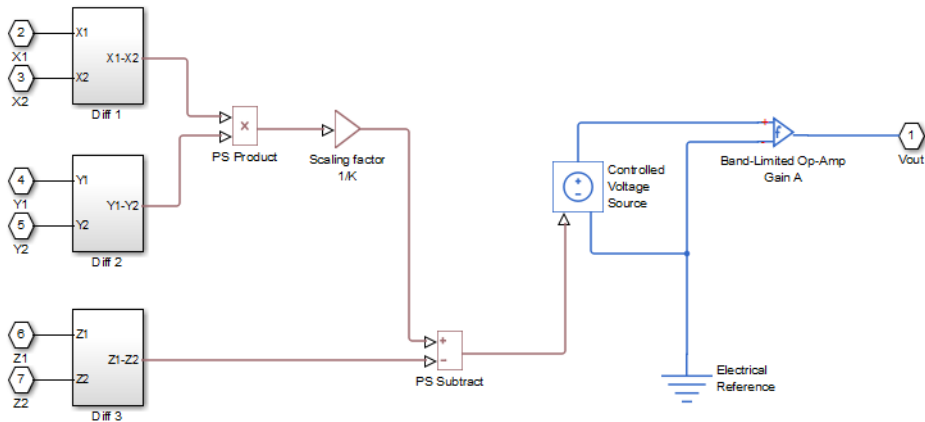 2
X1
3
X2
X1
X2
X1-X2
Diff 1
×
PS Product
Scaling factor
1/K
4
Y1
5
Y2
Y1
Y2
Y1-Y2
Diff 2
+
−
Controlled
Voltage
Source
+
-
f
Band-Limited Op-Amp
Gain A
1
Vout
6
Z1
7
Z2
Z1
Z2
Z1-Z2
Diff 3
+
−
PS Subtract
Electrical
Reference